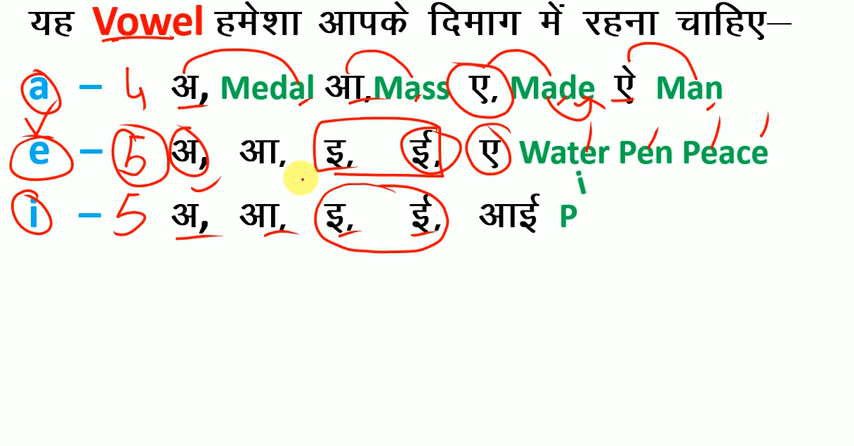 यह Vowel हमेशा आपके दिमाग में रहना चाहिए–
a – 4 अ, Medal आ, Mass ए, Made ऐ Man
e – 5 अ, आ, इ, ई, ए Water Pen Peace
i – 5 अ, आ, इ, ई, आई P
i